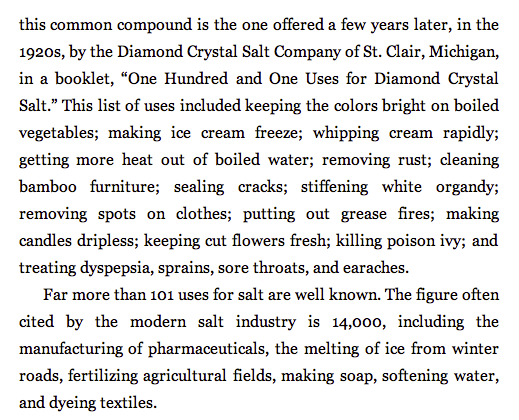 this common compound is the one offered a few years later, in the
1920s, by the Diamond Crystal Salt Company of St. Clair, Michigan,
in a booklet, “One Hundred and One Uses for Diamond Crystal
Salt.” This list of uses included keeping the colors bright on boiled
vegetables; making ice cream freeze; whipping cream rapidly;
getting more heat out of boiled water; removing rust; cleaning
bamboo furniture; sealing cracks; stiffening white organdy;
removing spots on clothes; putting out grease fires; making
candles dripless; keeping cut flowers fresh; killing poison ivy; and
treating dyspepsia, sprains, sore throats, and earaches.
Far more than 101 uses for salt are well known. The figure often
cited by the modern salt industry is 14,000, including the
manufacturing of pharmaceuticals, the melting of ice from winter
roads, fertilizing agricultural fields, making soap, softening water,
and dyeing textiles.